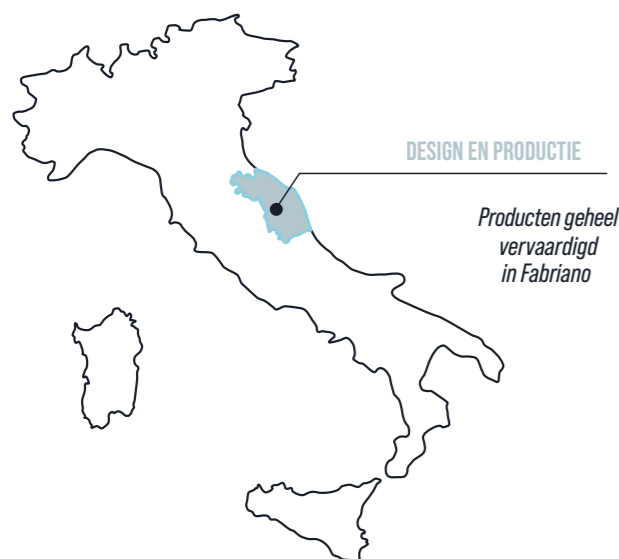 DESIGN EN PRODUCTIE
Producten geheel
vervaardigd
in Fabriano